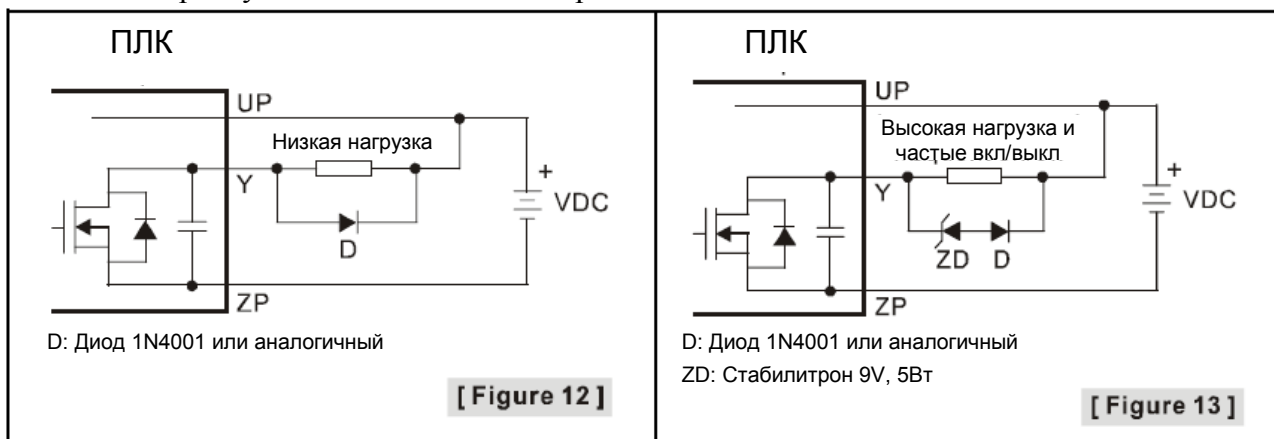 ПЛК
UP
Низкая нагрузка
Y
+
VDC
D
ZP
D: Диод 1N4001 или аналогичный
[ Figure 12 ]
ПЛК
UP
Высокая нагрузка и
частые вкл/выкл
Y
+
VDC
ZD D
ZP
D: Диод 1N4001 или аналогичный
ZD: Стабилитрон 9V, 5Вт
[ Figure 13 ]